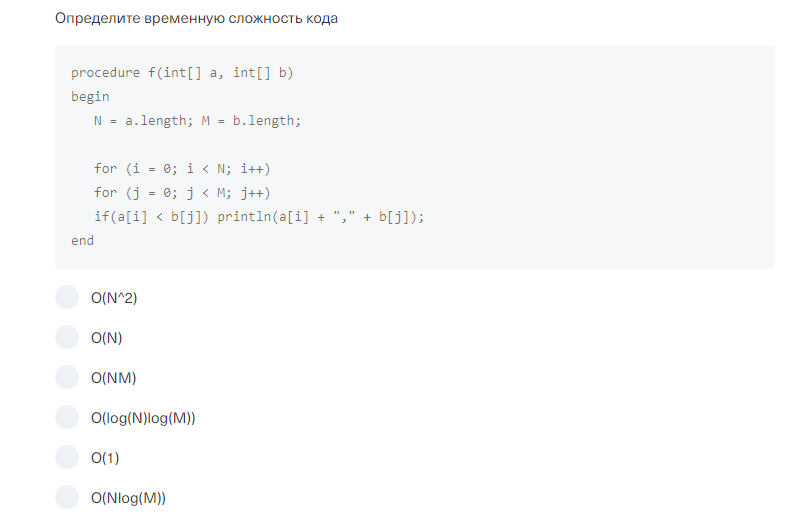 Определите временную сложность кода
procedure f(int[] a, int[] b)
begin
N = a.length; M = b.length;
for (i = 0; i < N; i++)
for (j = 0; j < M; j++)
if(a[i] < b[j]) println(a[i] + "," + b[j]);
end
O(N^2)
O(N)
O(NM)
O(log(N)log(M))
O(1)
O(Nlog(M))